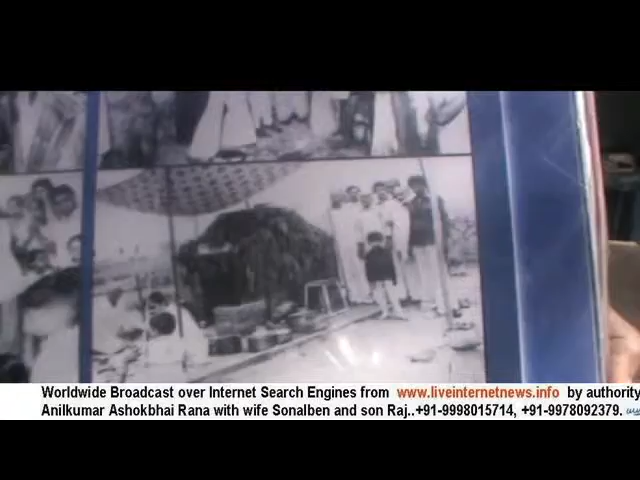 Worldwide Broadcast over Internet Search Engines from www.liveinternetnews.info by authority
Anilkumar Ashokbhai Rana with wife Sonalben and son Raj..+91-9998015714, +91-9978092379.